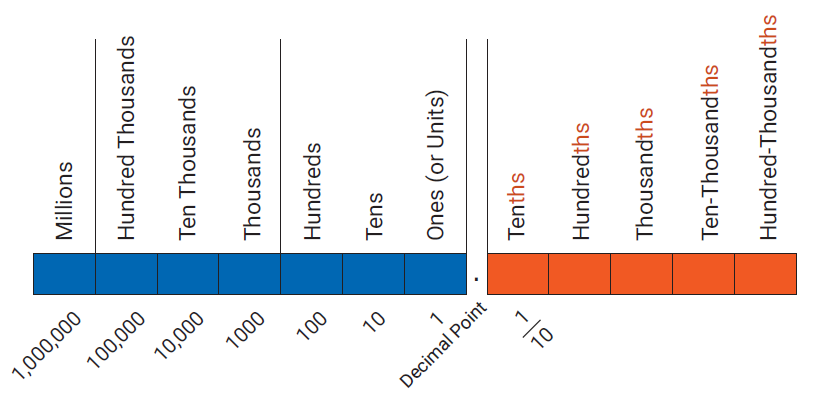 Millions
Hundred Thousands
Ten Thousands
Thousands
Hundreds
Tens
Ones (or Units)
Tenths
Hundredths
Thousandths
Ten-Thousandths
Hundred-Thousandths
.
1,000,000
100,000
10,000
1000
100
10
1
Decimal Point
1
10